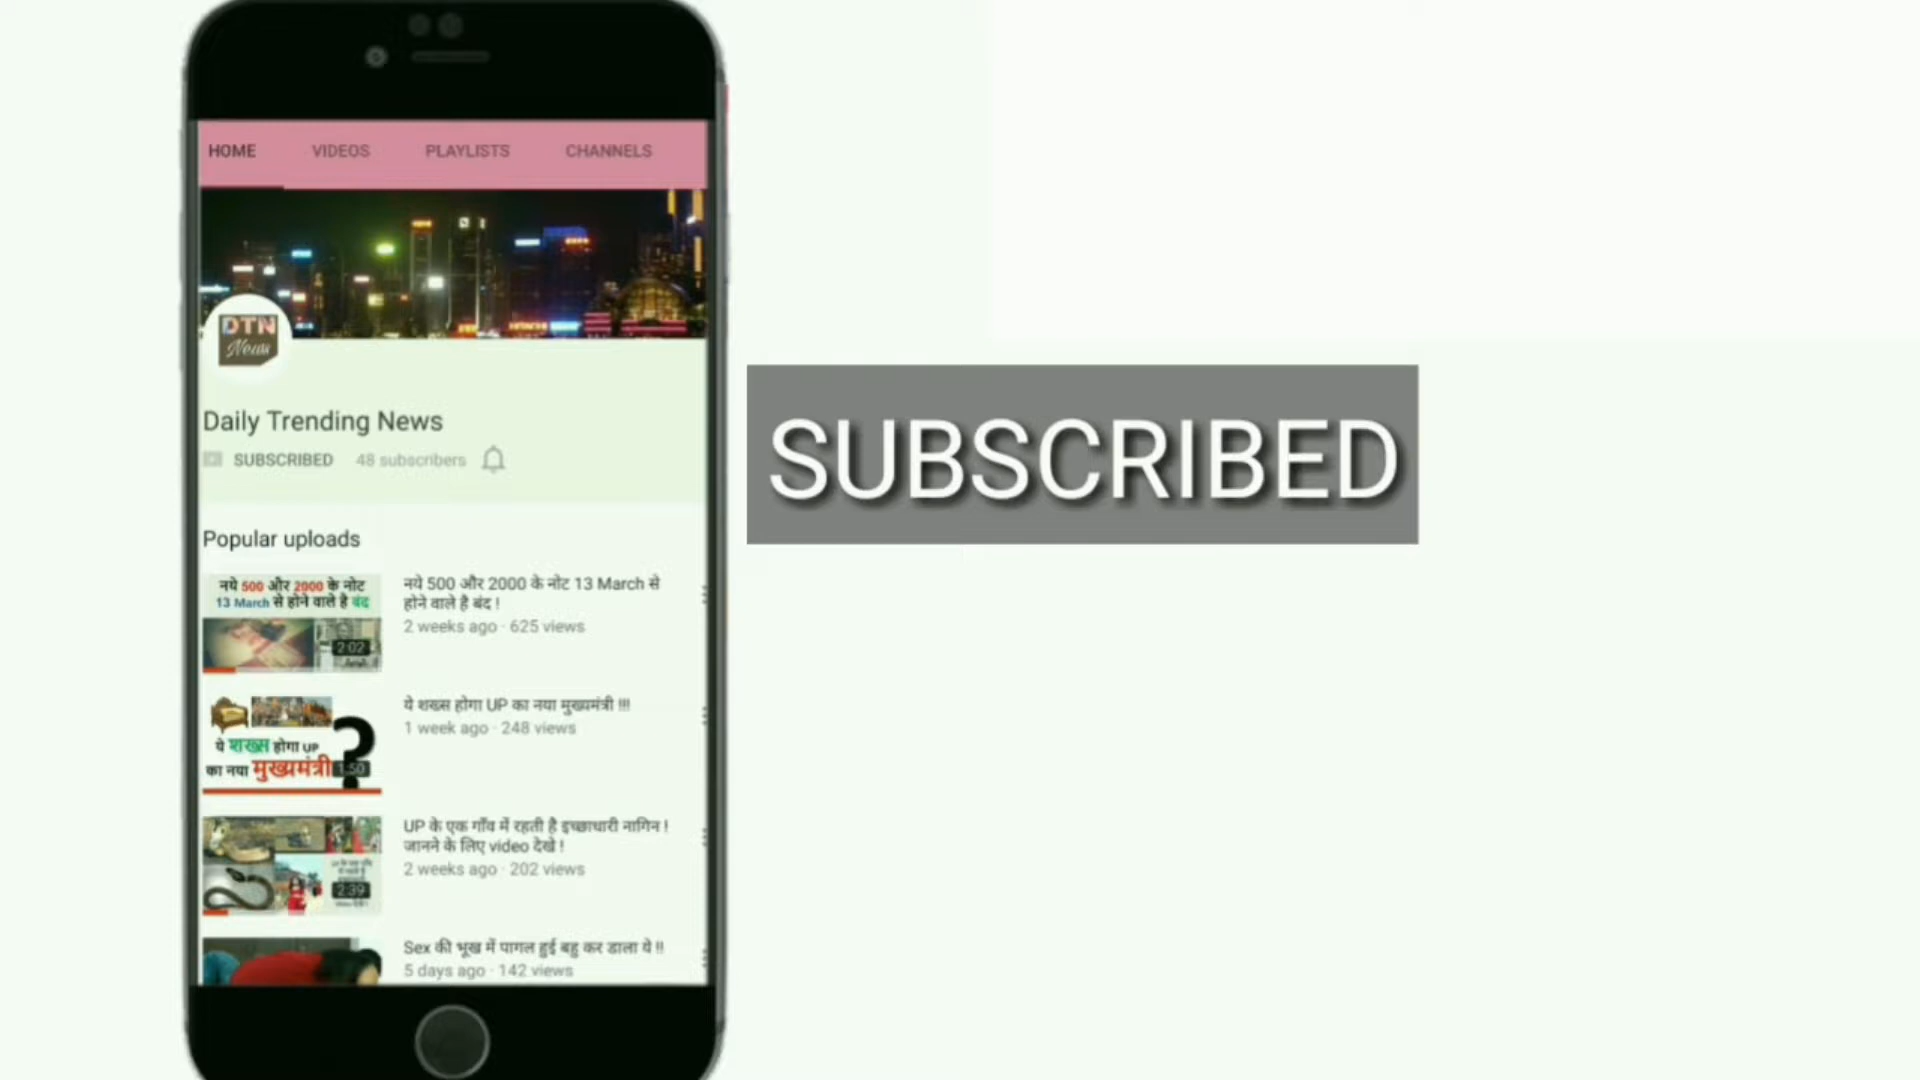 HOME VIDEOS PLAYLISTS CHANNELS
DTN
News
Daily Trending News
SUBSCRIBED 48 subscribers
SUBSCRIBED
Popular uploads
नये 500 और 2000 के नोट
13 March से होने वाले है बंद
2:02
नये 500 और 2000 के नोट 13 March से
होने वाले है बंद !
2 weeks ago · 625 views
ये शख्स होगा UP
का नया मुख्यमंत्री
?
1:50
ये शख्स होगा UP का नया मुख्यमंत्री !!!
1 week ago · 248 views
2:39
UP के एक गाँव में रहती है इच्छाधारी नागिन !
जानने के लिए video देखे !
2 weeks ago · 202 views
Sex की भूख में पागल हुई बहु कर डाला ये !!
5 days ago · 142 views